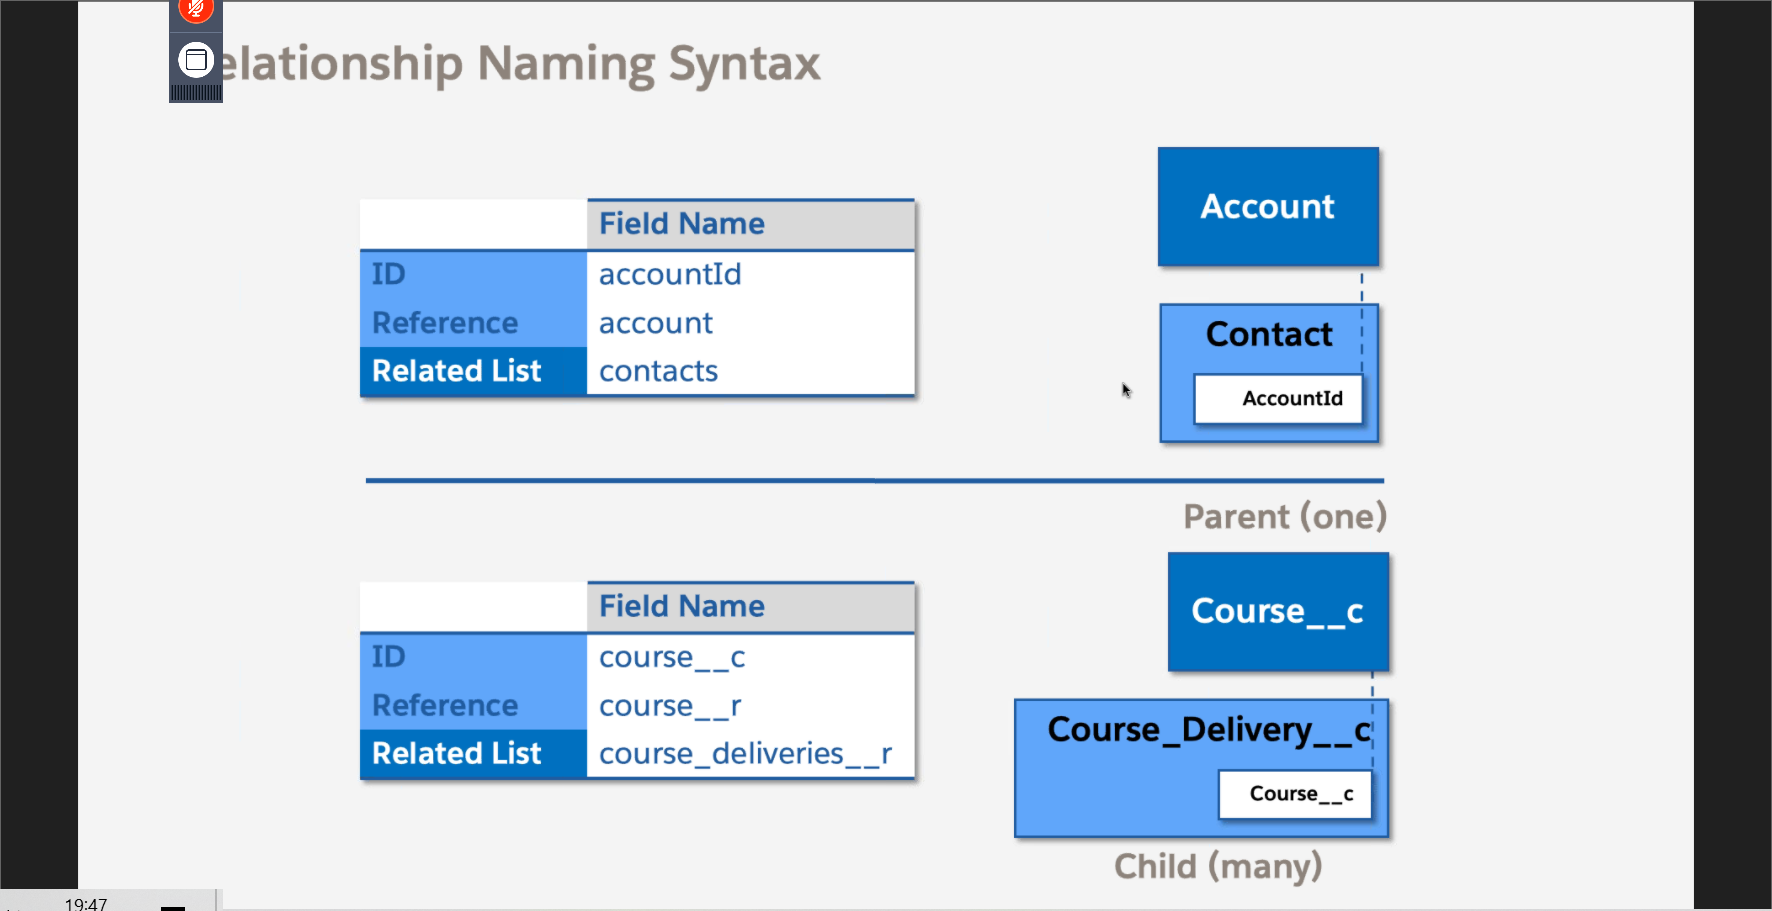 elationship Naming Syntax
Field Name
ID accountId
Reference account
Related List contacts
Account
Contact
AccountId
Parent (one)
Field Name
ID course__c
Reference course__r
Related List course_deliveries__r
Course__c
Course_Delivery__c
Course__c
Child (many)
19:47